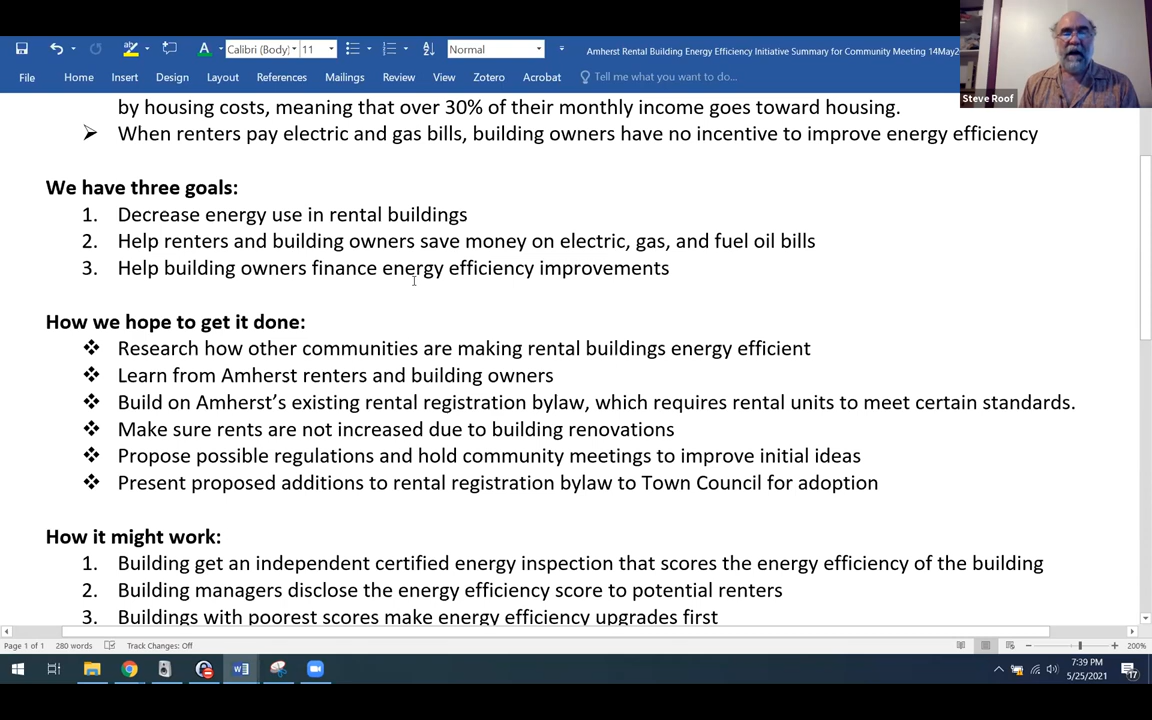 Calibri (Body)
11
Normal
Amherst Rental Building Energy Efficiency Initiative Summary for Community Meeting 14May2
File Home Insert Design Layout References Mailings Review View Zotero Acrobat Tell me what you want to do...
Steve Roof
by housing costs, meaning that over 30% of their monthly income goes toward housing.
➢ When renters pay electric and gas bills, building owners have no incentive to improve energy efficiency
We have three goals:
1. Decrease energy use in rental buildings
2. Help renters and building owners save money on electric, gas, and fuel oil bills
3. Help building owners finance energy efficiency improvements
How we hope to get it done:
❖ Research how other communities are making rental buildings energy efficient
❖ Learn from Amherst renters and building owners
❖ Build on Amherst’s existing rental registration bylaw, which requires rental units to meet certain standards.
❖ Make sure rents are not increased due to building renovations
❖ Propose possible regulations and hold community meetings to improve initial ideas
❖ Present proposed additions to rental registration bylaw to Town Council for adoption
How it might work:
1. Building get an independent certified energy inspection that scores the energy efficiency of the building
2. Building managers disclose the energy efficiency score to potential renters
3. Buildings with poorest scores make energy efficiency upgrades first
Page 1 of 1 280 words Track Changes: Off 200%
7:39 PM
5/25/2021
17